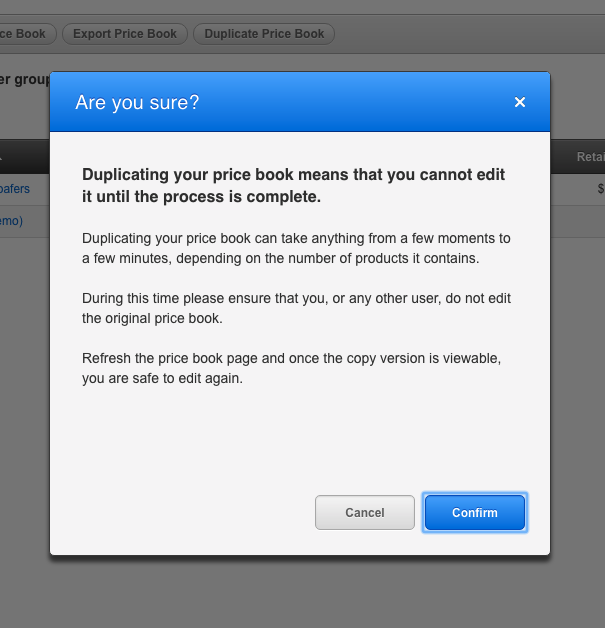 ce Book Export Price Book Duplicate Price Book
er group
Are you sure? ×
Retai
Duplicating your price book means that you cannot edit
it until the process is complete.
oafers $
emo)
Duplicating your price book can take anything from a few moments to
a few minutes, depending on the number of products it contains.
During this time please ensure that you, or any other user, do not edit
the original price book.
Refresh the price book page and once the copy version is viewable,
you are safe to edit again.
Cancel Confirm